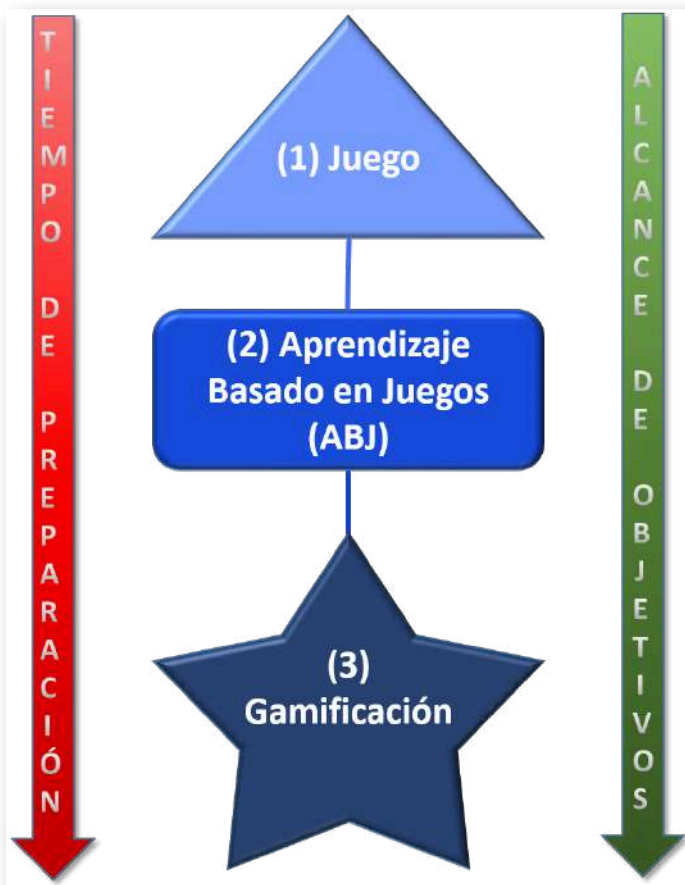 TIEMPO DE PREPARACIÓN
(1) Juego
(2) Aprendizaje
Basado en Juegos
(ABJ)
(3)
Gamificación
ALCANCE DE OBJETIVOS